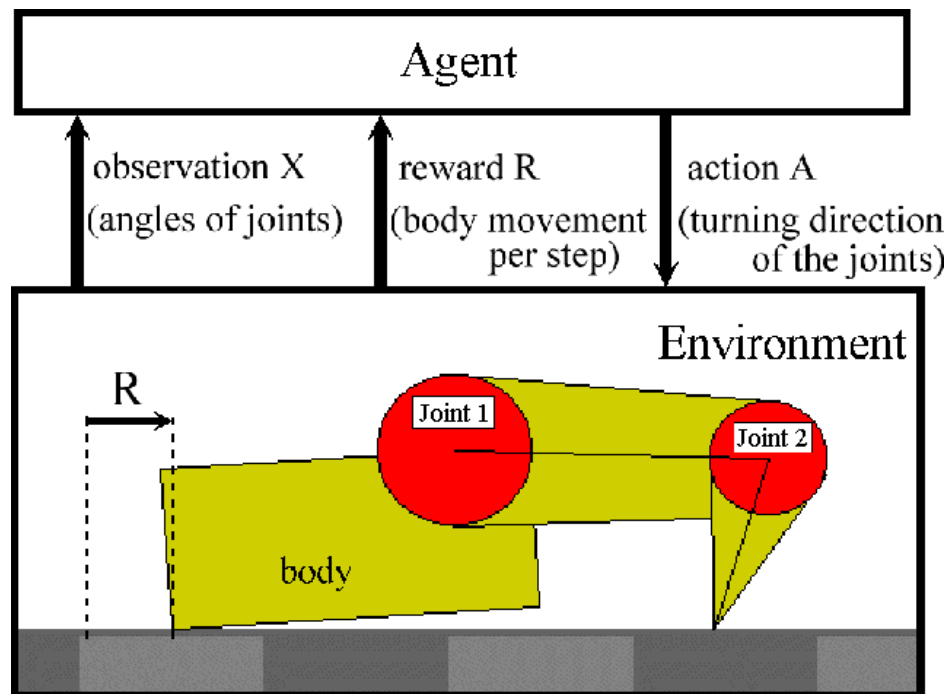 Agent
observation X
(angles of joints)
reward R
(body movement
per step)
action A
(turning direction
of the joints)
Environment
R
Joint 1
Joint 2
body